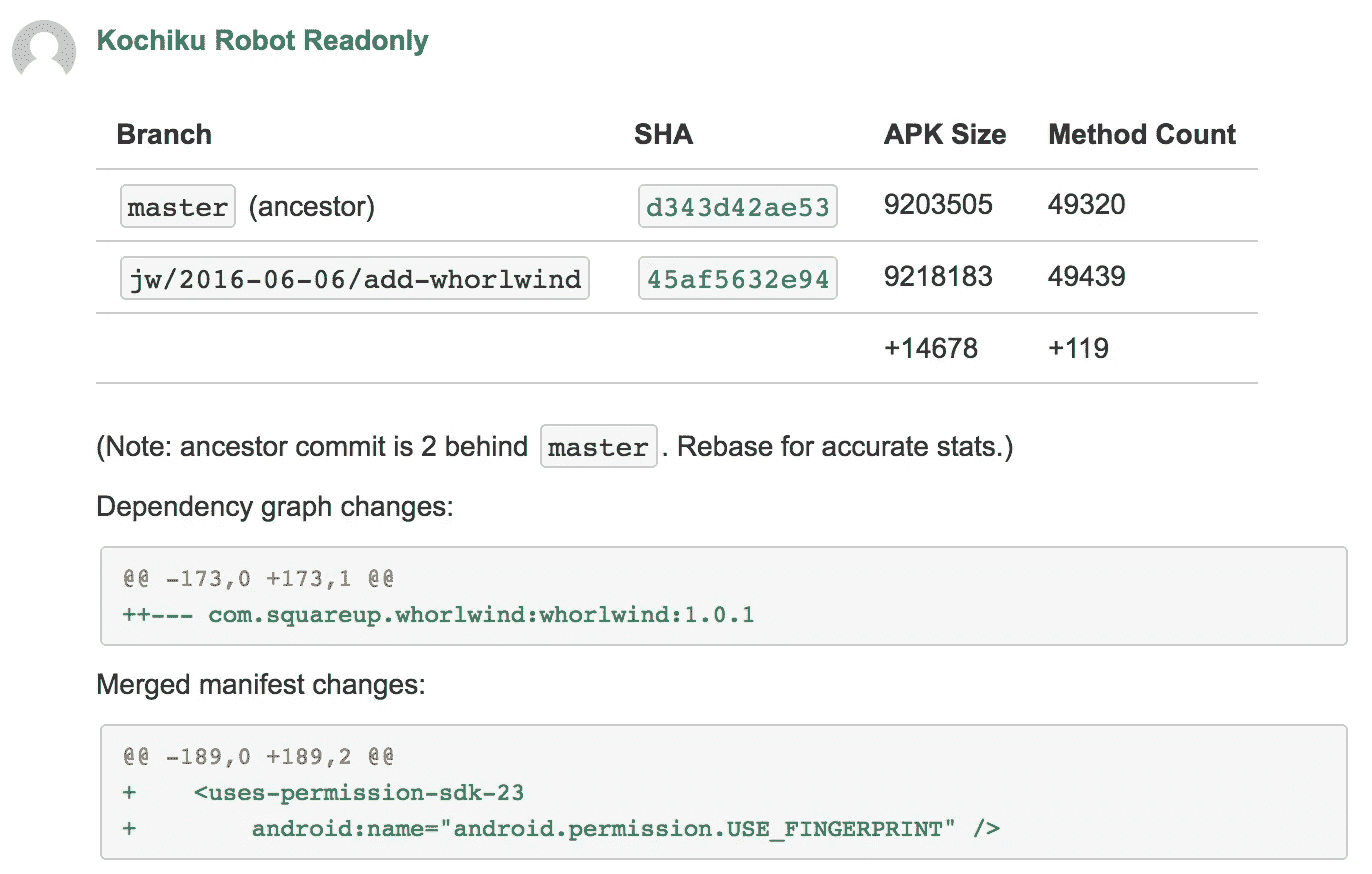 Kochiku Robot Readonly
Branch SHA APK Size Method Count
master (ancestor) d343d42ae53 9203505 49320
jw/2016-06-06/add-whorlwind 45af5632e94 9218183 49439
+14678 +119
(Note: ancestor commit is 2 behind master. Rebase for accurate stats.)
Dependency graph changes:
@@ -173,0 +173,1 @@
++--- com.squareup.whorlwind:whorlwind:1.0.1
Merged manifest changes:
@@ -189,0 +189,2 @@
+    <uses-permission-sdk-23
+        android:name="android.permission.USE_FINGERPRINT" />